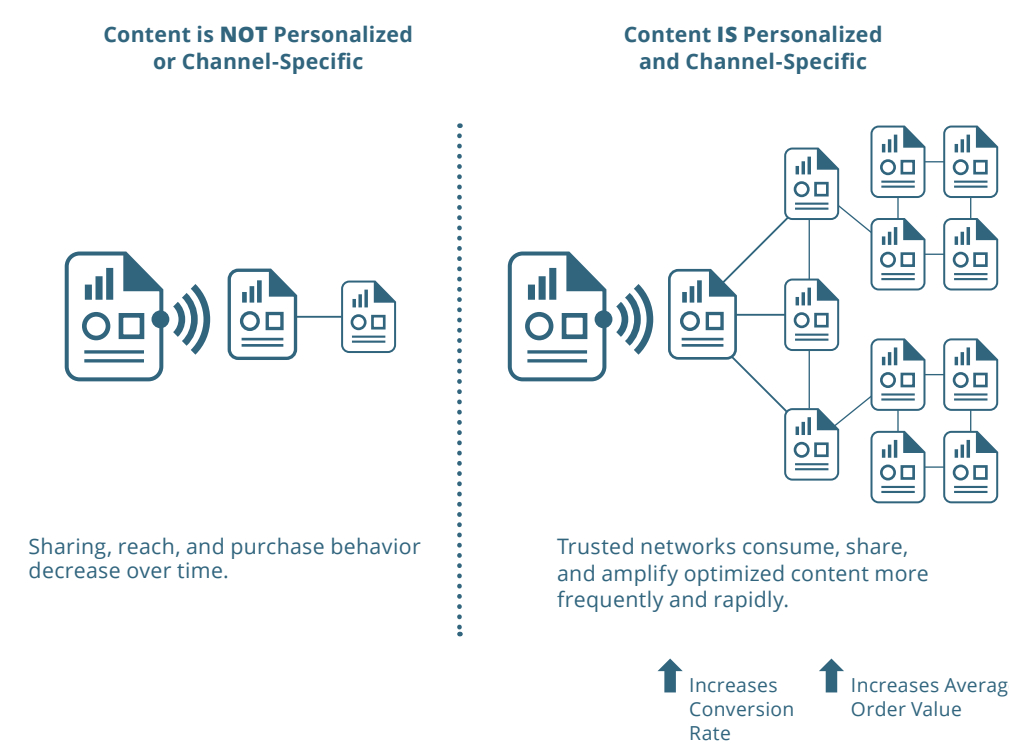 Content is NOT Personalized
or Channel-Specific
Content IS Personalized
and Channel-Specific
Sharing, reach, and purchase behavior
decrease over time.
Trusted networks consume, share,
and amplify optimized content more
frequently and rapidly.
Increases
Conversion
Rate
Increases Averag
Order Value